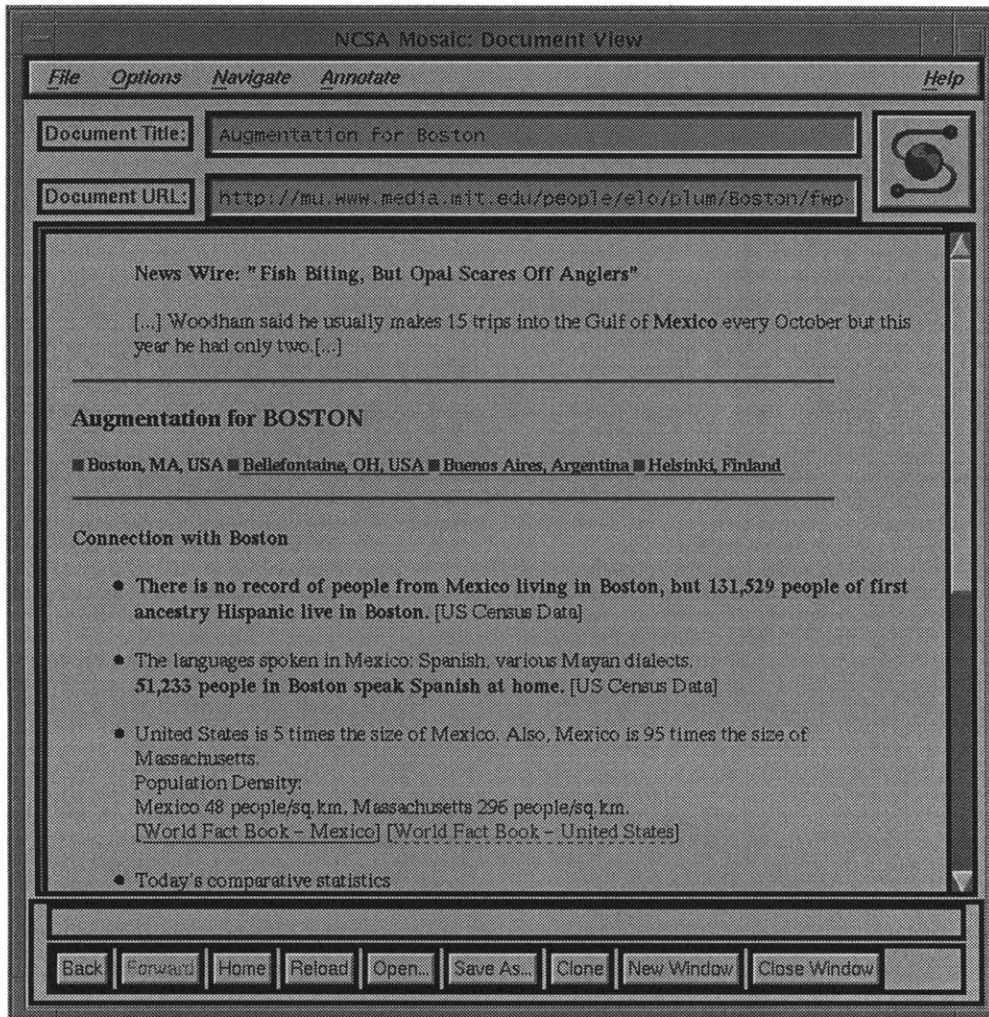 NCSA Mosaic: Document View
File Options Navigate Annotate Help
Document Title: Augmentation for Boston
Document URL: http://mu.www.media.mit.edu/people/elo/plum/Boston/fwp-
News Wire: "Fish Biting, But Opal Scares Off Anglers"
[...] Woodham said he usually makes 15 trips into the Gulf of Mexico every October but this
year he had only two.[...]
Augmentation for BOSTON
Boston, MA, USA Bellefontaine, OH, USA Buenos Aires, Argentina Helsinki, Finland
Connection with Boston
There is no record of people from Mexico living in Boston, but 131,529 people of first
ancestry Hispanic live in Boston. [US Census Data]
The languages spoken in Mexico: Spanish, various Mayan dialects.
51,233 people in Boston speak Spanish at home. [US Census Data]
United States is 5 times the size of Mexico. Also, Mexico is 95 times the size of
Massachusetts.
Population Density:
Mexico 48 people/sq.km, Massachusetts 296 people/sq.km.
[World Fact Book – Mexico] [World Fact Book – United States]
Today's comparative statistics
Back Forward Home Reload Open... Save As... Clone New Window Close Window